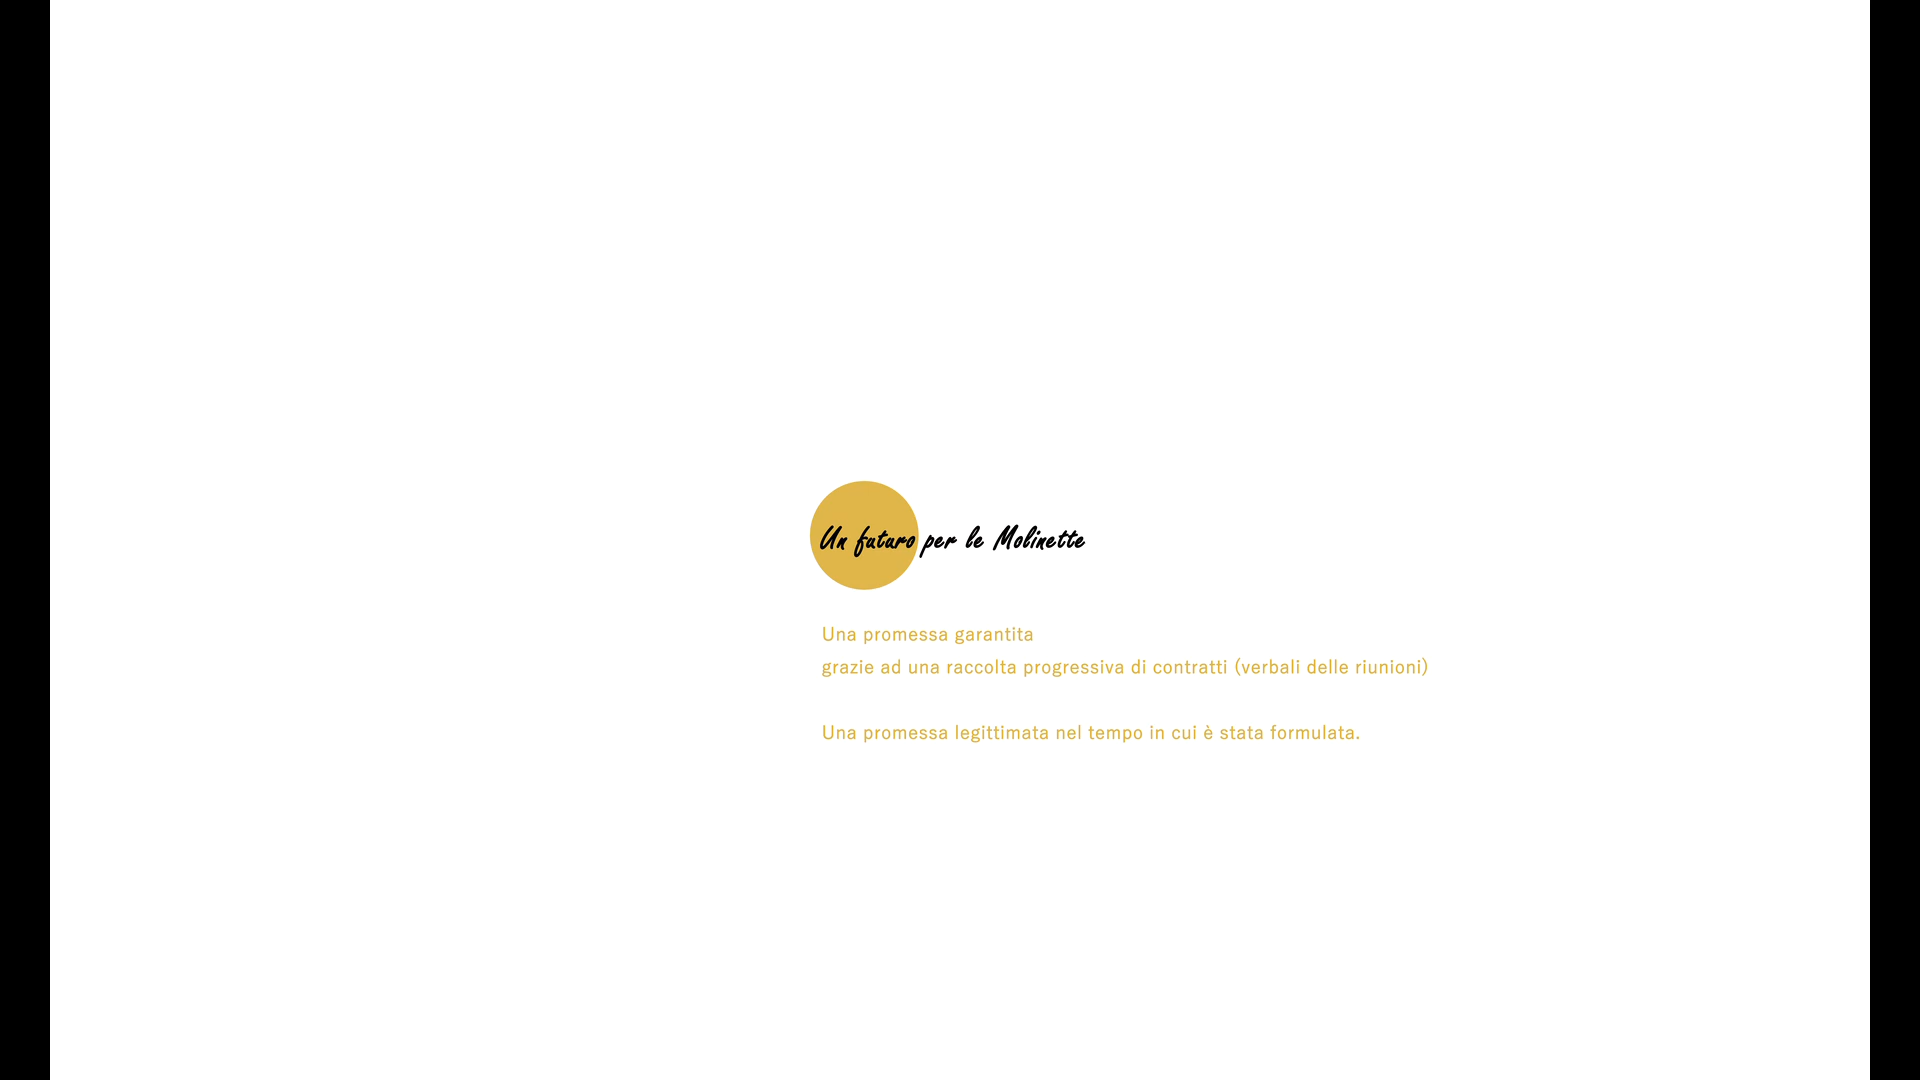 Un futuro per le Molinette
Una promessa garantita
grazie ad una raccolta progressiva di contratti (verbali delle riunioni)
Una promessa legittimata nel tempo in cui è stata formulata.